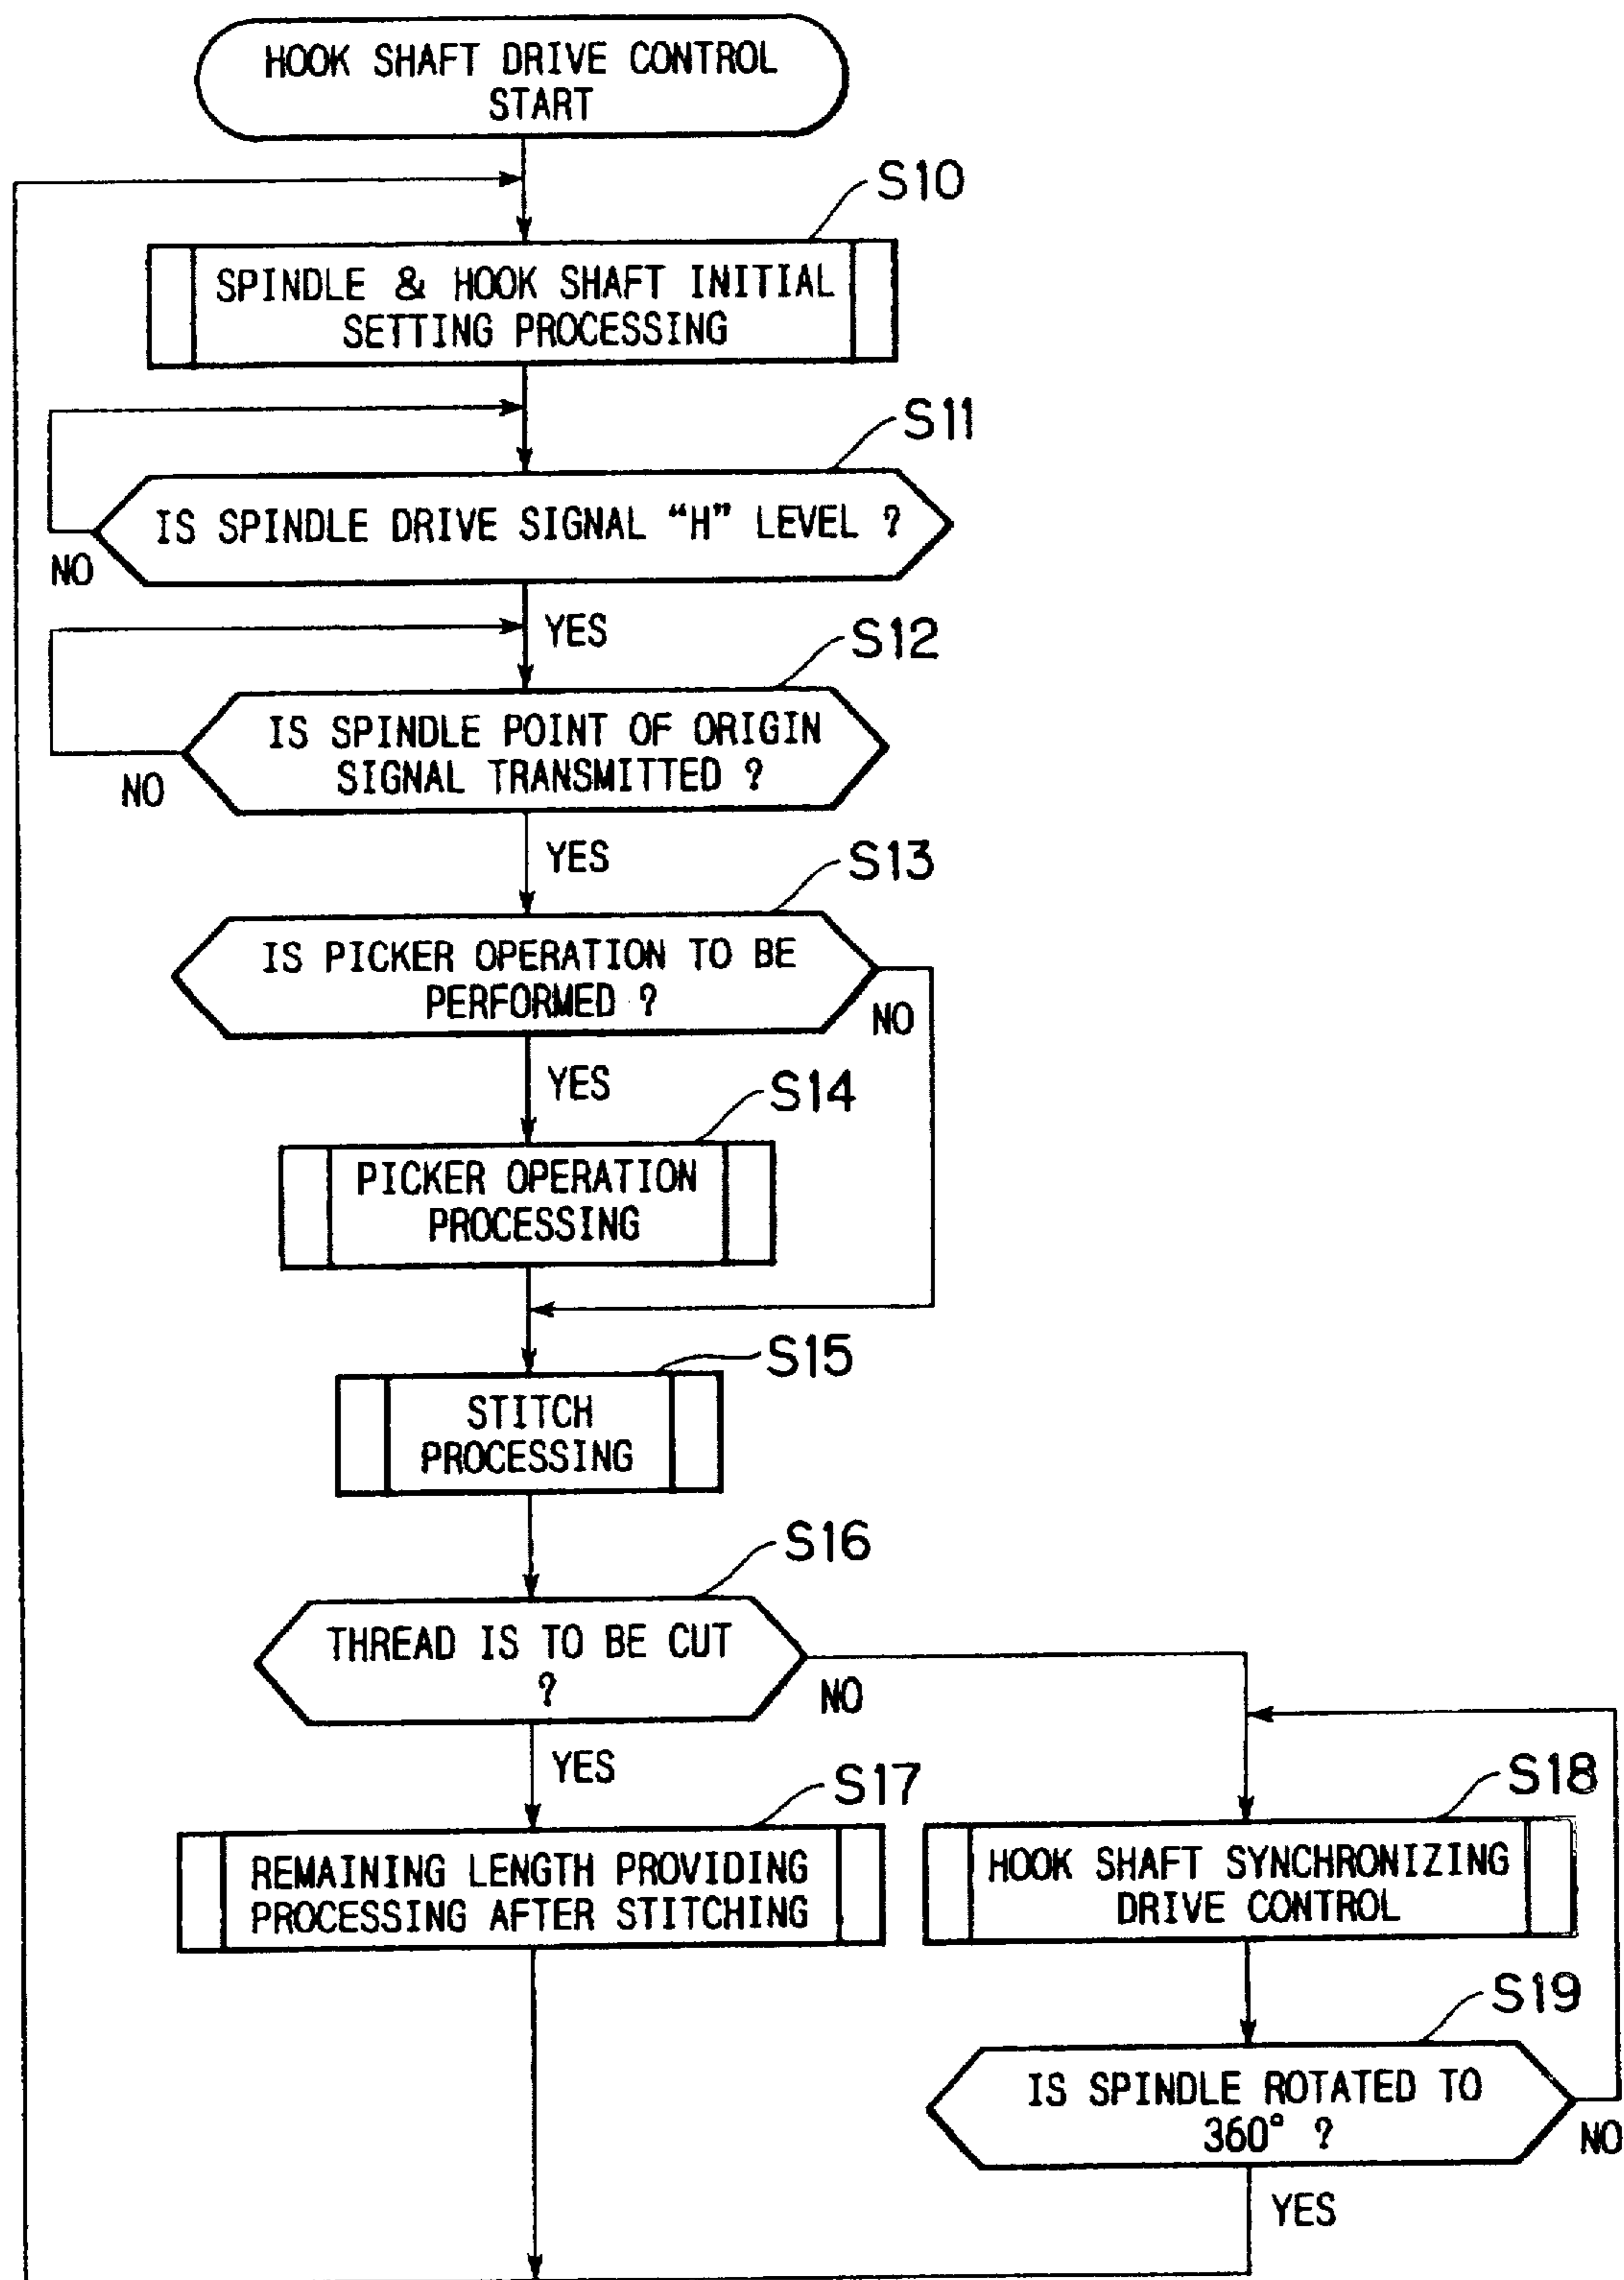 HOOK SHAFT DRIVE CONTROL
START
S10
SPINDLE & HOOK SHAFT INITIAL
SETTING PROCESSING
S11
IS SPINDLE DRIVE SIGNAL “H” LEVEL ?
NO
YES
S12
IS SPINDLE POINT OF ORIGIN
SIGNAL TRANSMITTED ?
NO
YES
S13
IS PICKER OPERATION TO BE
PERFORMED ?
NO
YES
S14
PICKER OPERATION
PROCESSING
S15
STITCH
PROCESSING
S16
THREAD IS TO BE CUT
?
NO
YES
S17
REMAINING LENGTH PROVIDING
PROCESSING AFTER STITCHING
S18
HOOK SHAFT SYNCHRONIZING
DRIVE CONTROL
S19
IS SPINDLE ROTATED TO
360° ?
NO
YES